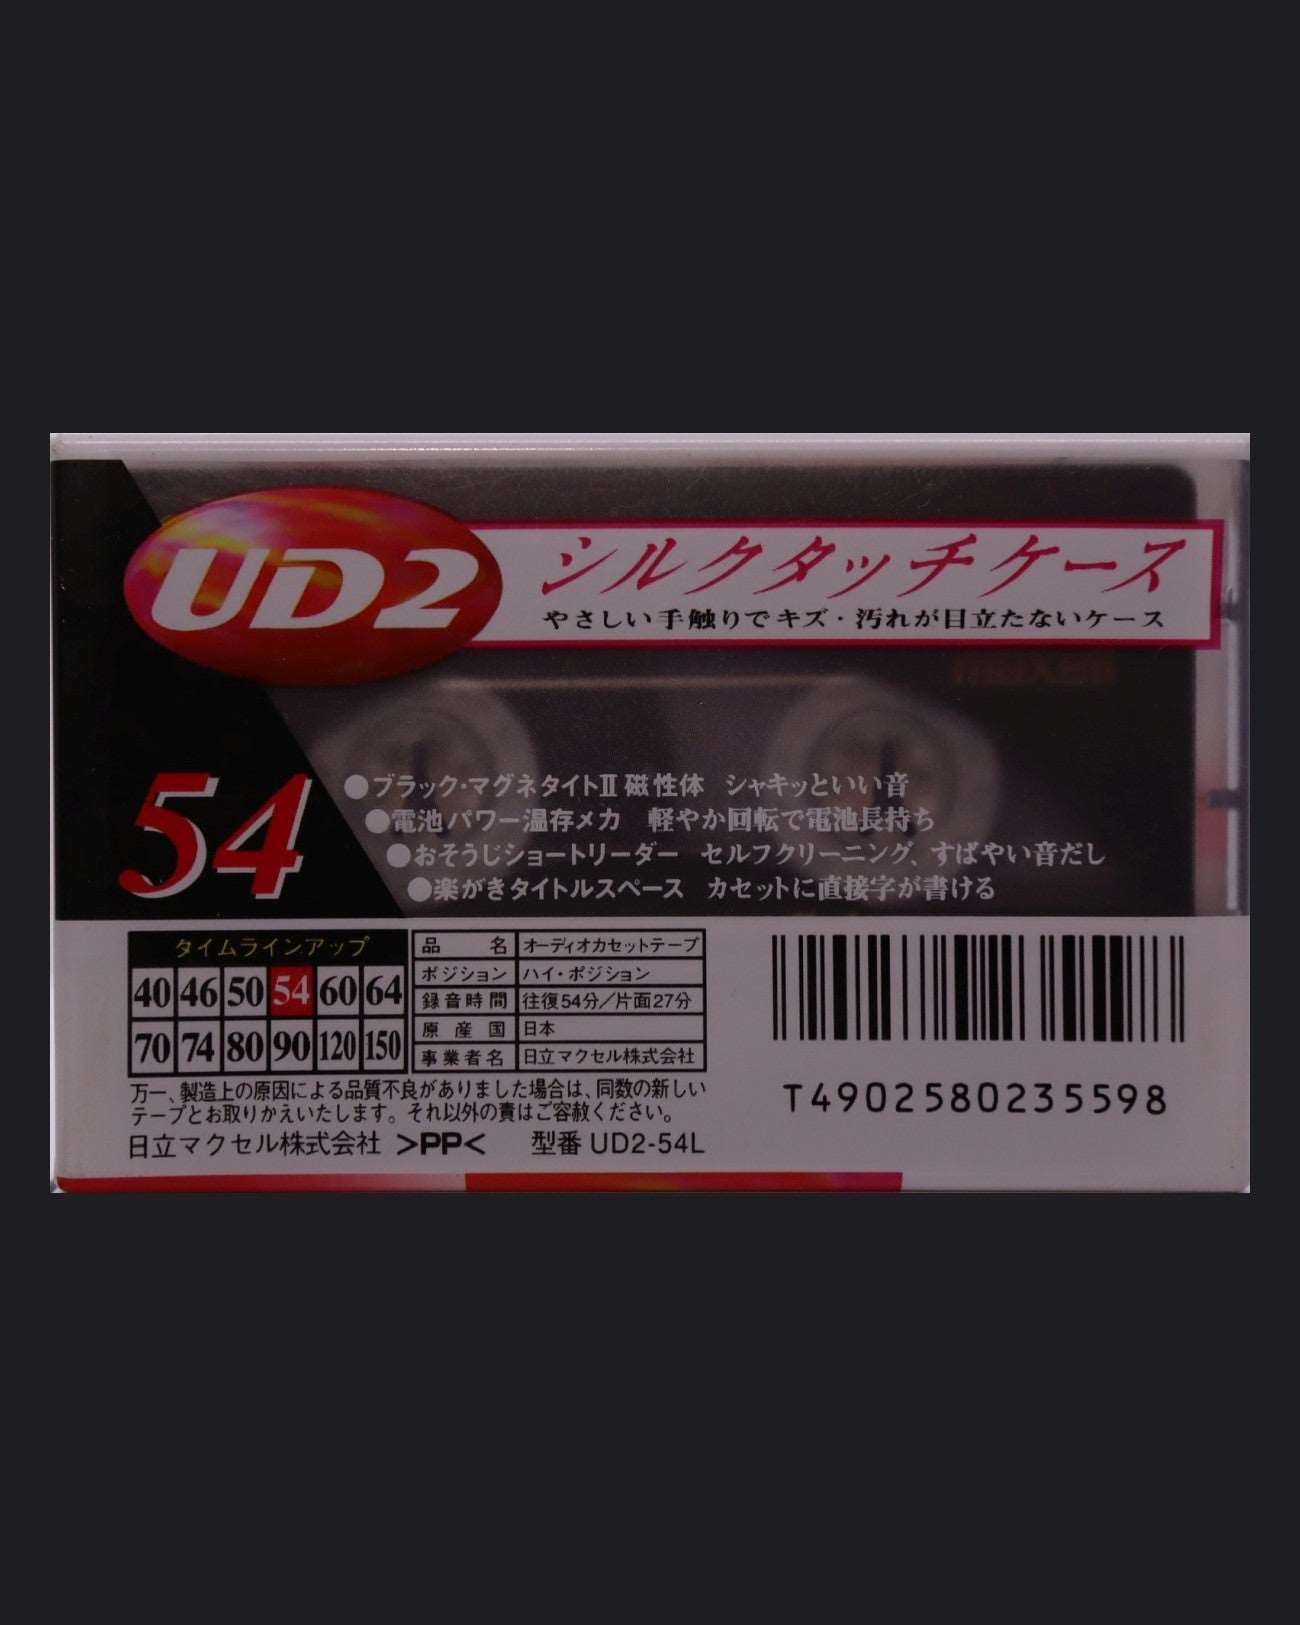 UD2
シルクタッチケース
やさしい手触りでキズ・汚れが目立たないケース
maxell
54
●ブラック・マグネタイトII磁性体 シャキッといい音
●電池パワー温存メカ 軽やか回転で電池長持ち
●おそうじショートリーダー セルフクリーニング、すばやい音だし
●楽がきタイトルスペース カセットに直接字が書ける
タイムラインアップ
40 46 50 54 60 64
70 74 80 90 120 150
品名 オーディオカセットテープ
ポジション ハイ・ポジション
録音時間 往復54分/片面27分
原産国 日本
事業者名 日立マクセル株式会社
万一、製造上の原因による品質不良がありました場合は、同数の新しい
テープとお取りかえいたします。それ以外の責はご容赦ください。
日立マクセル株式会社 >PP< 型番 UD2-54L
T4902580235598